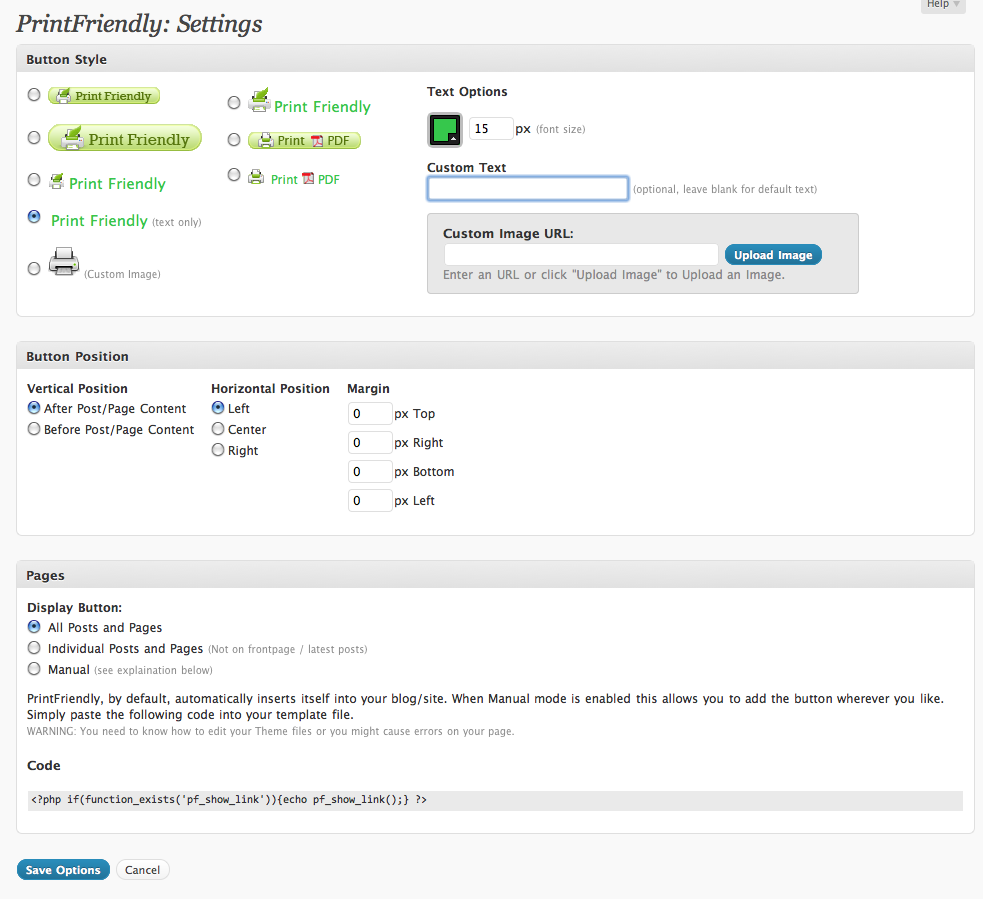 Help
PrintFriendly: Settings
Button Style
Print Friendly
Print Friendly
Print Friendly
Print Friendly (text only)
(Custom Image)
Print Friendly
Print PDF
Print PDF
Text Options
15 px (font size)
Custom Text
(optional, leave blank for default text)
Custom Image URL:
Upload Image
Enter an URL or click "Upload Image" to Upload an Image.
Button Position
Vertical Position
After Post/Page Content
Before Post/Page Content
Horizontal Position
Left
Center
Right
Margin
0 px Top
0 px Right
0 px Bottom
0 px Left
Pages
Display Button:
All Posts and Pages
Individual Posts and Pages (Not on frontpage / latest posts)
Manual (see explaination below)
PrintFriendly, by default, automatically inserts itself into your blog/site. When Manual mode is enabled this allows you to add the button wherever you like.
Simply paste the following code into your template file.
WARNING: You need to know how to edit your Theme files or you might cause errors on your page.
Code
<?php if(function_exists('pf_show_link')){echo pf_show_link();} ?>
Save Options
Cancel